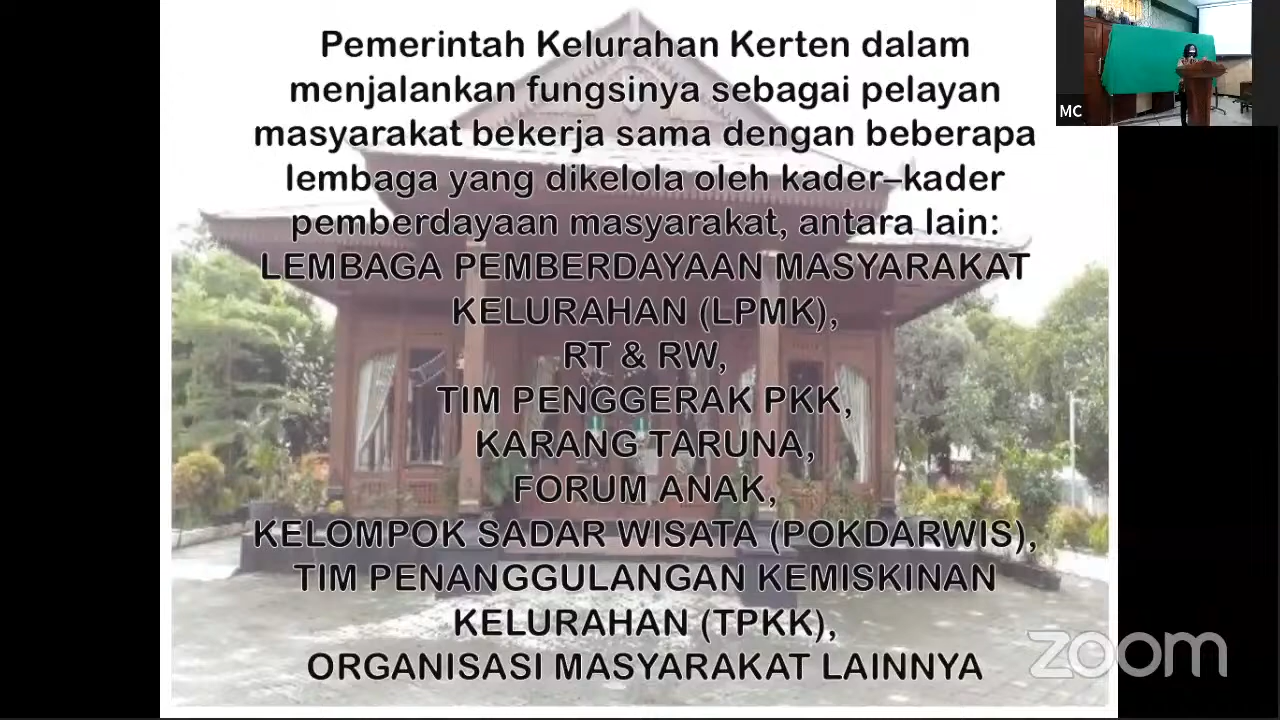 Pemerintah Kelurahan Kerten dalam
menjalankan fungsinya sebagai pelayan
masyarakat bekerja sama dengan beberapa
lembaga yang dikelola oleh kader–kader
pemberdayaan masyarakat, antara lain:
LEMBAGA PEMBERDAYAAN MASYARAKAT
KELURAHAN (LPMK),
RT & RW,
TIM PENGGERAK PKK,
KARANG TARUNA,
FORUM ANAK,
KELOMPOK SADAR WISATA (POKDARWIS),
TIM PENANGGULANGAN KEMISKINAN
KELURAHAN (TPKK),
ORGANISASI MASYARAKAT LAINNYA
MC
zoom